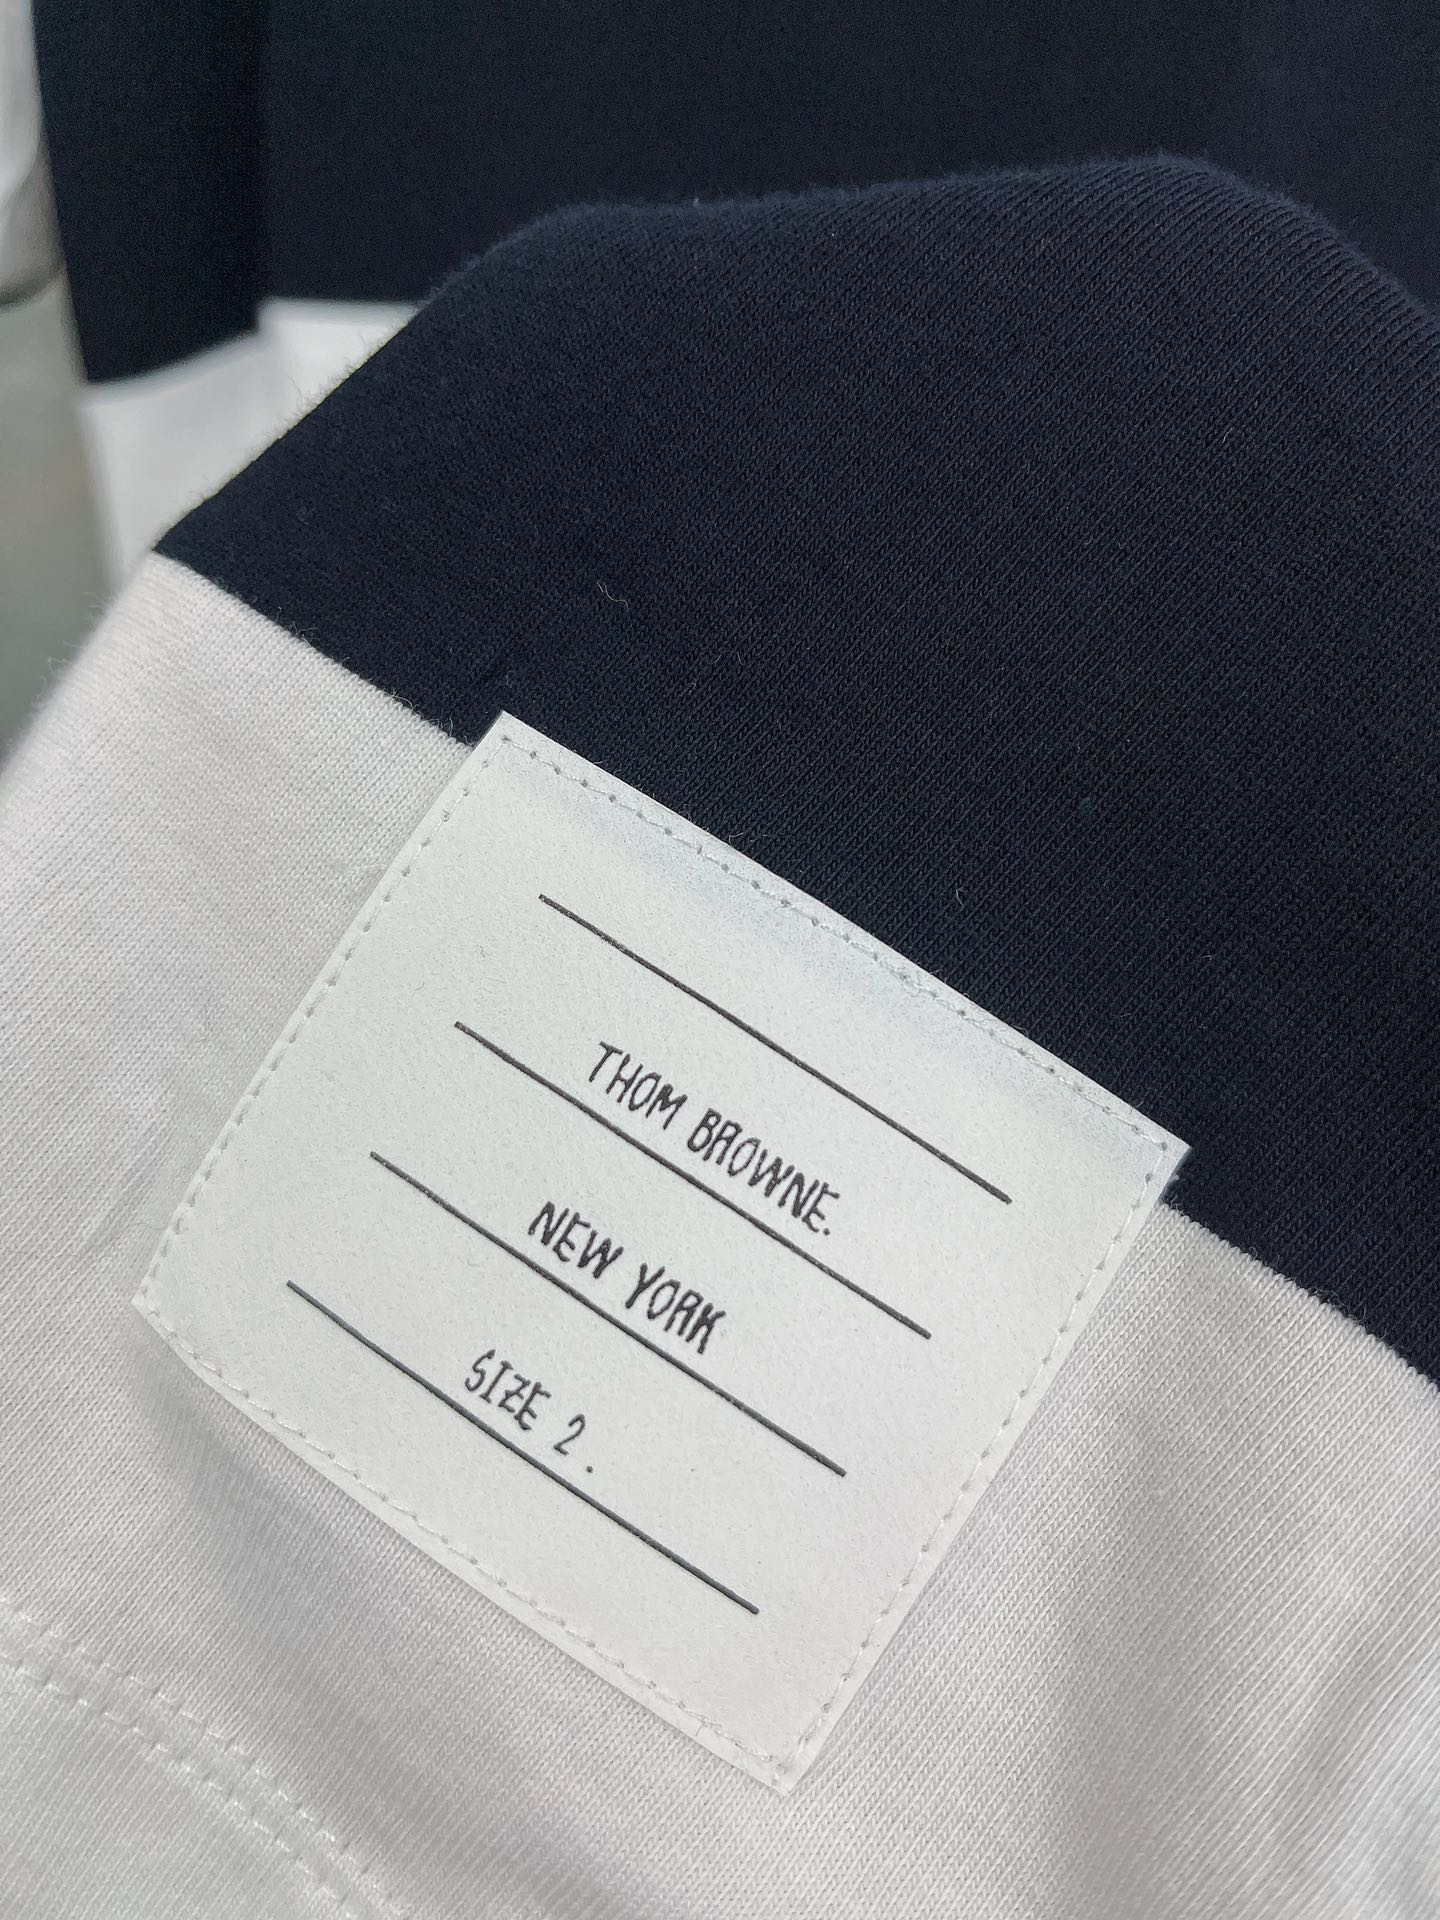 THOM BROWNE.
NEW YORK
SIZE 2.